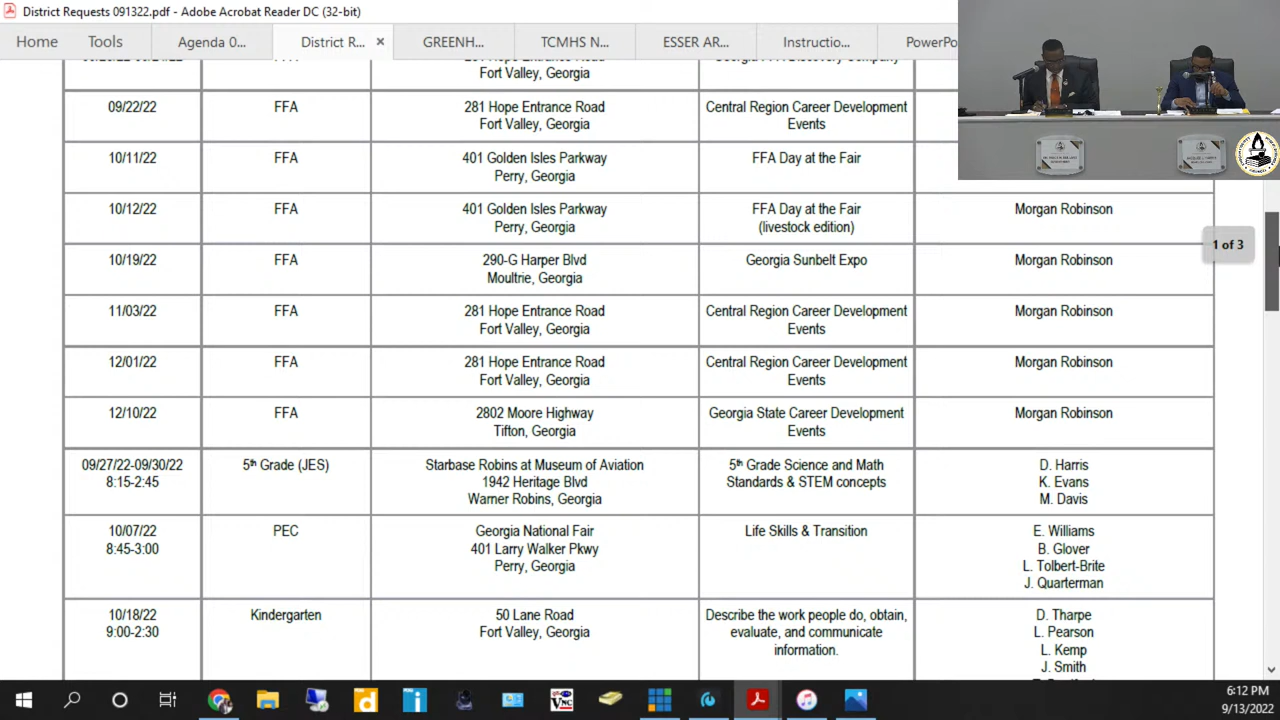 District Requests 091322.pdf - Adobe Acrobat Reader DC (32-bit)
Home
Tools
Agenda 0...
District R...
GREENH...
TCMHS N...
ESSER AR...
Instructio...
PowerPo
Fort Valley, Georgia
09/22/22 FFA 281 Hope Entrance Road Central Region Career Development
Fort Valley, Georgia Events
10/11/22 FFA 401 Golden Isles Parkway FFA Day at the Fair
Perry, Georgia
10/12/22 FFA 401 Golden Isles Parkway FFA Day at the Fair Morgan Robinson
Perry, Georgia (livestock edition)
10/19/22 FFA 290-G Harper Blvd Georgia Sunbelt Expo Morgan Robinson
Moultrie, Georgia
11/03/22 FFA 281 Hope Entrance Road Central Region Career Development Morgan Robinson
Fort Valley, Georgia Events
12/01/22 FFA 281 Hope Entrance Road Central Region Career Development Morgan Robinson
Fort Valley, Georgia Events
12/10/22 FFA 2802 Moore Highway Georgia State Career Development Morgan Robinson
Tifton, Georgia Events
09/27/22-09/30/22 5th Grade (JES) Starbase Robins at Museum of Aviation 5th Grade Science and Math D. Harris
8:15-2:45 1942 Heritage Blvd Standards & STEM concepts K. Evans
Warner Robins, Georgia M. Davis
10/07/22 PEC Georgia National Fair Life Skills & Transition E. Williams
8:45-3:00 401 Larry Walker Pkwy B. Glover
Perry, Georgia L. Tolbert-Brite
J. Quarterman
10/18/22 Kindergarten 50 Lane Road Describe the work people do, obtain, D. Tharpe
9:00-2:30 Fort Valley, Georgia evaluate, and communicate L. Pearson
information. L. Kemp
J. Smith
1 of 3
6:12 PM
9/13/2022